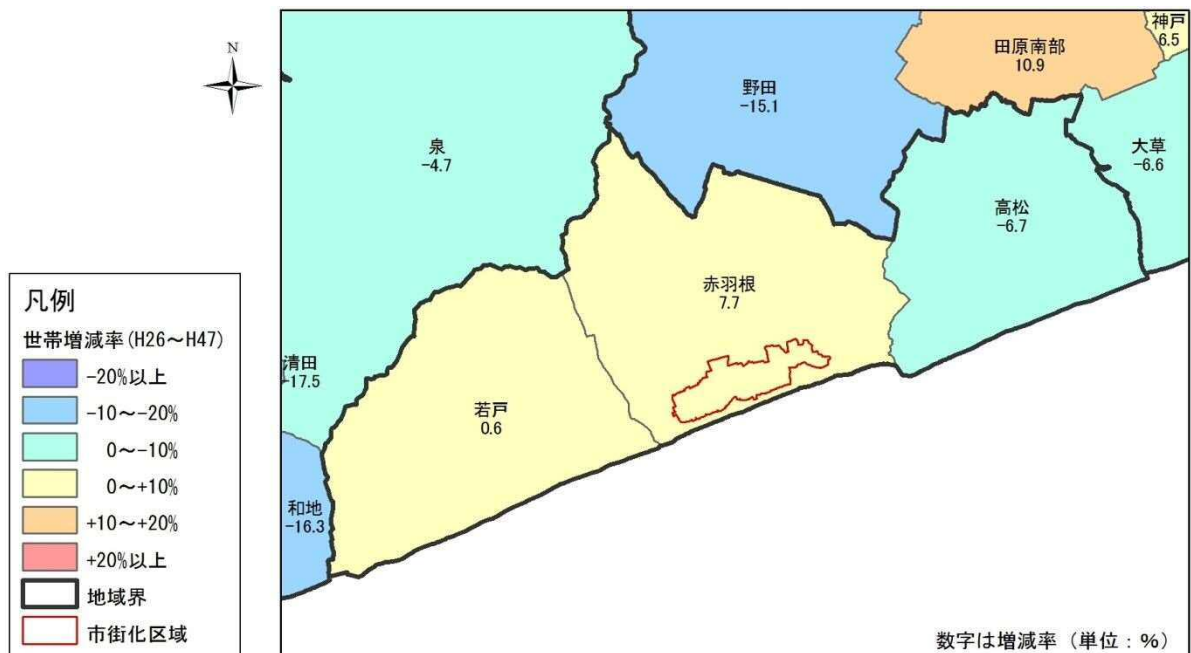 N
神戸
6.5
田原南部
10.9
野田
-15.1
泉
-4.7
大草
-6.6
高松
-6.7
赤羽根
7.7
清田
-17.5
若戸
0.6
和地
-16.3
凡例
世帯増減率(H26～H47)
-20%以上
-10～-20%
0～-10%
0～+10%
+10～+20%
+20%以上
地域界
市街化区域
数字は増減率（単位：%）